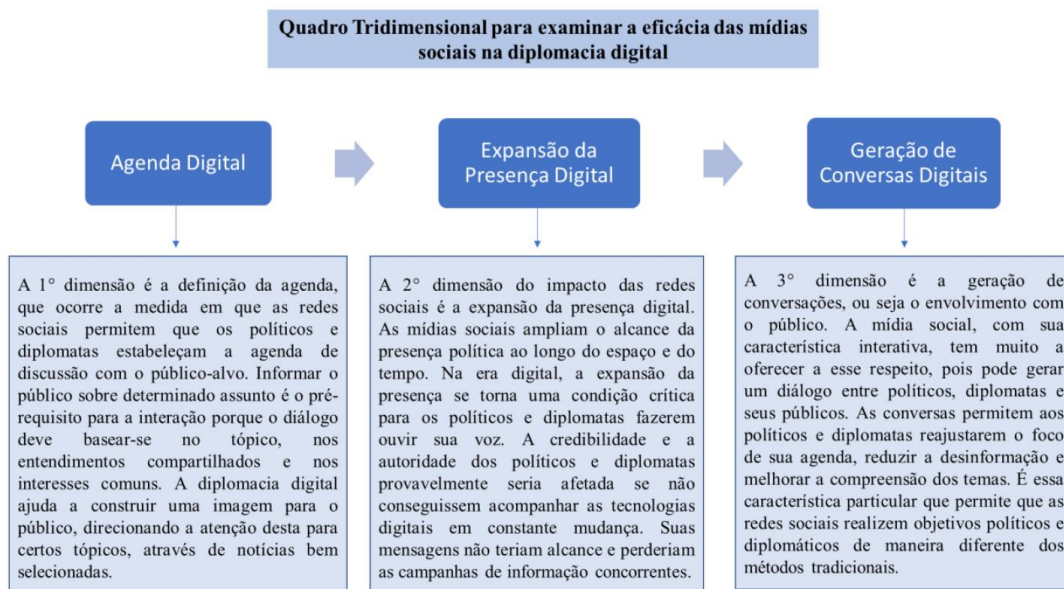 Quadro Tridimensional para examinar a eficácia das mídias
sociais na diplomacia digital
Agenda Digital
Expansão da
Presença Digital
Geração de
Conversas Digitais
A 1° dimensão é a definição da agenda,
que ocorre a medida em que as redes
sociais permitem que os políticos e
diplomatas estabeleçam a agenda de
discussão com o público-alvo. Informar o
público sobre determinado assunto é o pré-
requisito para a interação porque o diálogo
deve basear-se no tópico, nos
entendimentos compartilhados e nos
interesses comuns. A diplomacia digital
ajuda a construir uma imagem para o
público, direcionando a atenção desta para
certos tópicos, através de notícias bem
selecionadas.
A 2° dimensão do impacto das redes
sociais é a expansão da presença digital.
As mídias sociais ampliam o alcance da
presença política ao longo do espaço e do
tempo. Na era digital, a expansão da
presença se torna uma condição crítica
para os políticos e diplomatas fazerem
ouvir sua voz. A credibilidade e a
autoridade dos políticos e diplomatas
provavelmente seria afetada se não
conseguissem acompanhar as tecnologias
digitais em constante mudança. Suas
mensagens não teriam alcance e perderiam
as campanhas de informação concorrentes.
A 3° dimensão é a geração de
conversações, ou seja o envolvimento com
o público. A mídia social, com sua
característica interativa, tem muito a
oferecer a esse respeito, pois pode gerar
um diálogo entre políticos, diplomatas e
seus públicos. As conversas permitem aos
políticos e diplomatas reajustarem o foco
de sua agenda, reduzir a desinformação e
melhorar a compreensão dos temas. É essa
característica particular que permite que as
redes sociais realizem objetivos políticos e
diplomáticos de maneira diferente dos
métodos tradicionais.